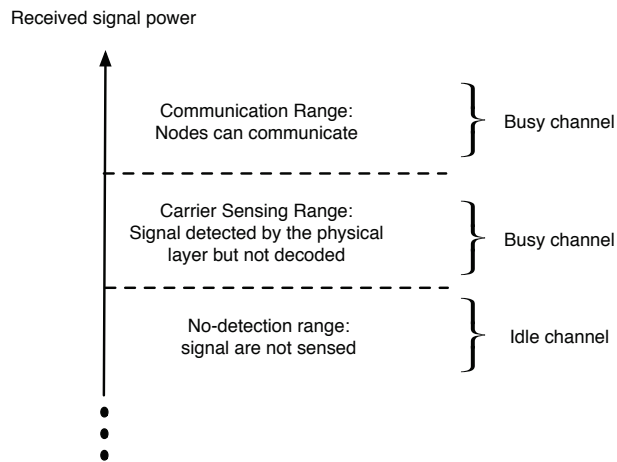 Received signal power
Communication Range:
Nodes can communicate
Busy channel
Carrier Sensing Range:
Signal detected by the physical
layer but not decoded
Busy channel
No-detection range:
signal are not sensed
Idle channel